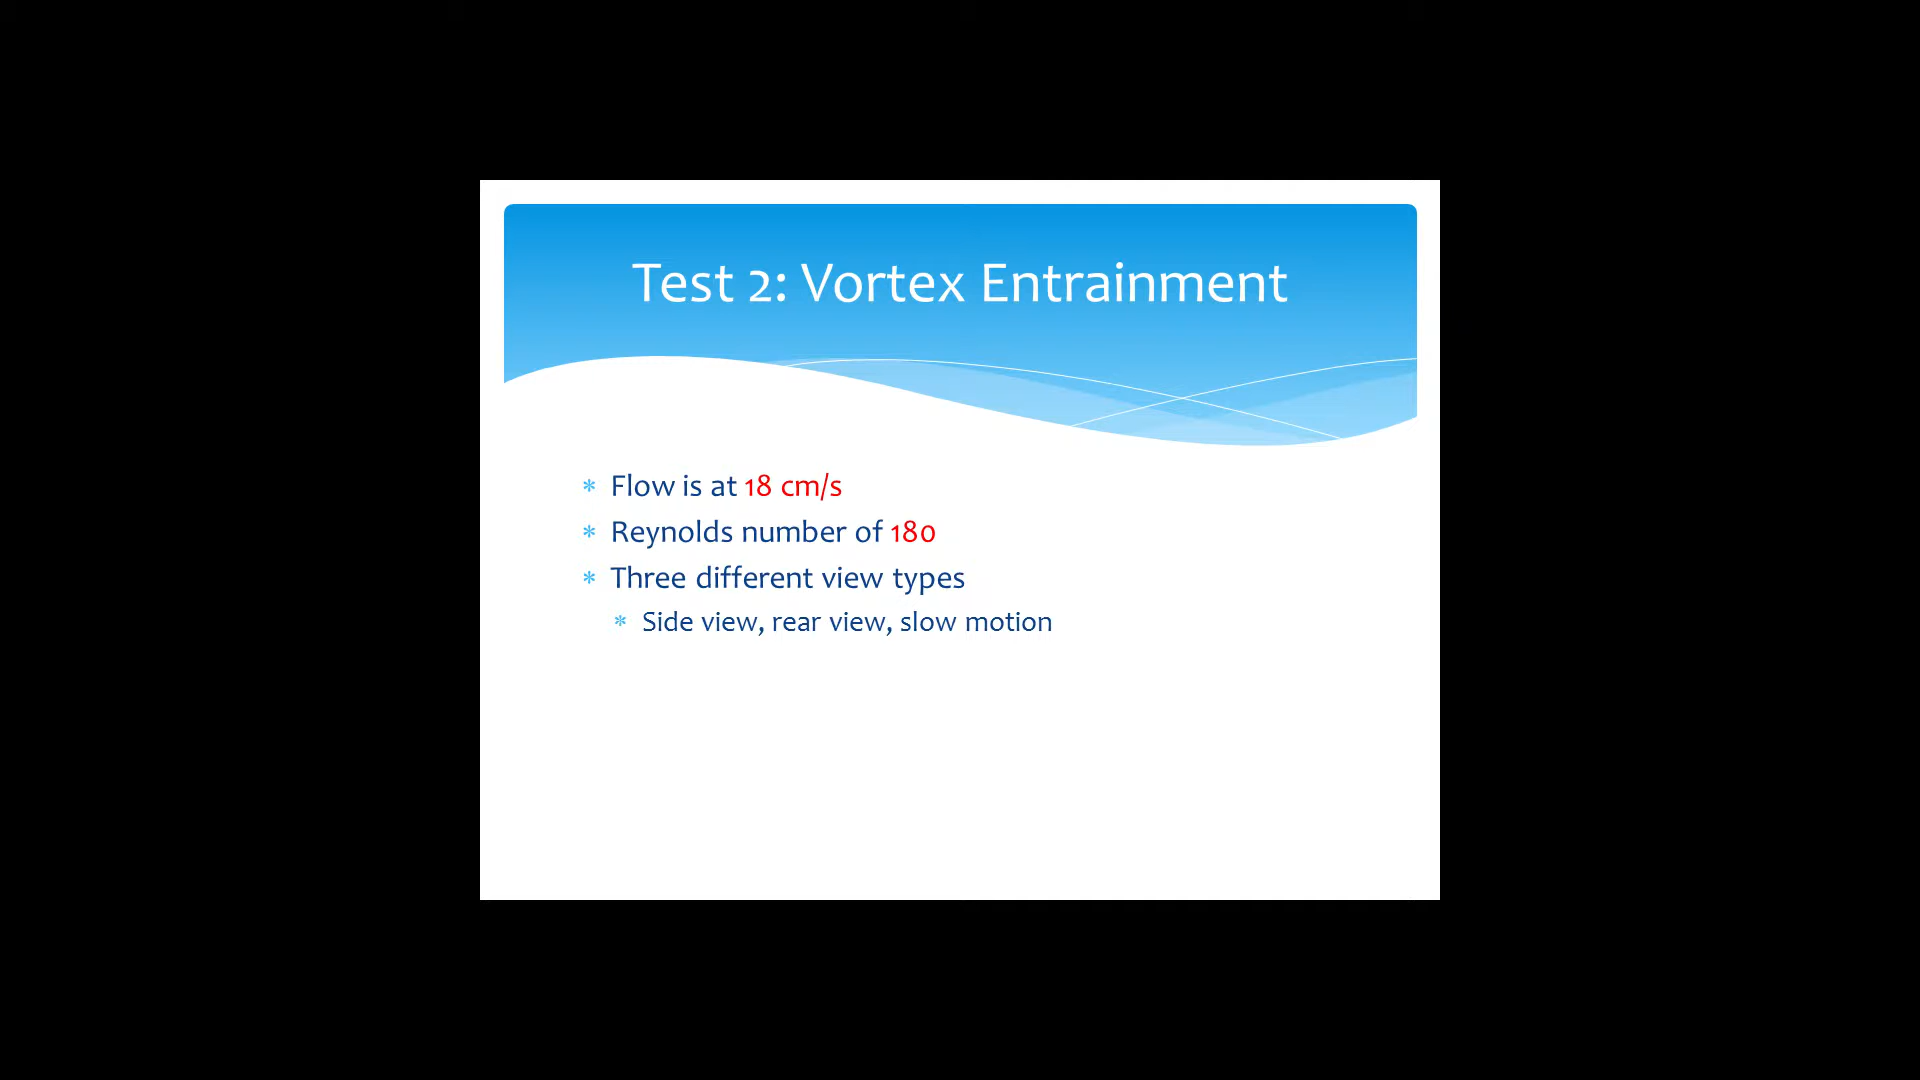 Test 2: Vortex Entrainment
* Flow is at 18 cm/s
* Reynolds number of 180
* Three different view types
* Side view, rear view, slow motion